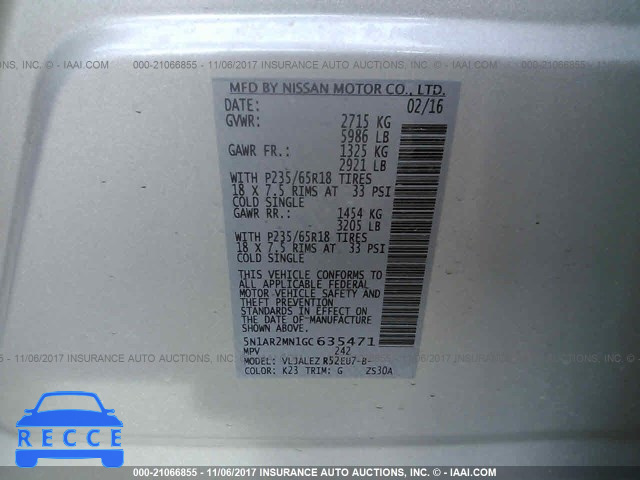 000-21066855 - 11/06/2017 INSURANCE AUTO AUCTIONS, INC. - © IAAI.COM
MFD BY NISSAN MOTOR CO., LTD.
DATE: 02/16
GVWR: 2715 KG
5986 LB
GAWR FR.: 1325 KG
2921 LB
WITH P235/65R18 TIRES
18 X 7.5 RIMS AT 33 PSI
COLD SINGLE
GAWR RR.: 1454 KG
3205 LB
WITH P235/65R18 TIRES
18 X 7.5 RIMS AT 33 PSI
COLD SINGLE
THIS VEHICLE CONFORMS TO
ALL APPLICABLE FEDERAL
MOTOR VEHICLE SAFETY AND
THEFT PREVENTION
STANDARDS IN EFFECT ON
THE DATE OF MANUFACTURE
SHOWN ABOVE.
5N1AR2MN1GC635471
MPV 242
MODEL: VL3ALEZ R52EU7-B-
COLOR: K23 TRIM: G ZS30A
RECCE
000-21066855 - 11/06/2017 INSURANCE AUTO AUCTIONS, INC. - © IAAI.COM